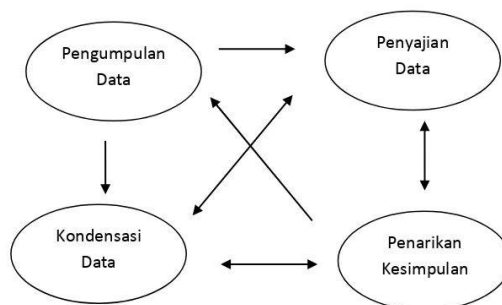 Pengumpulan
Data
Penyajian
Data
Kondensasi
Data
Penarikan
Kesimpulan